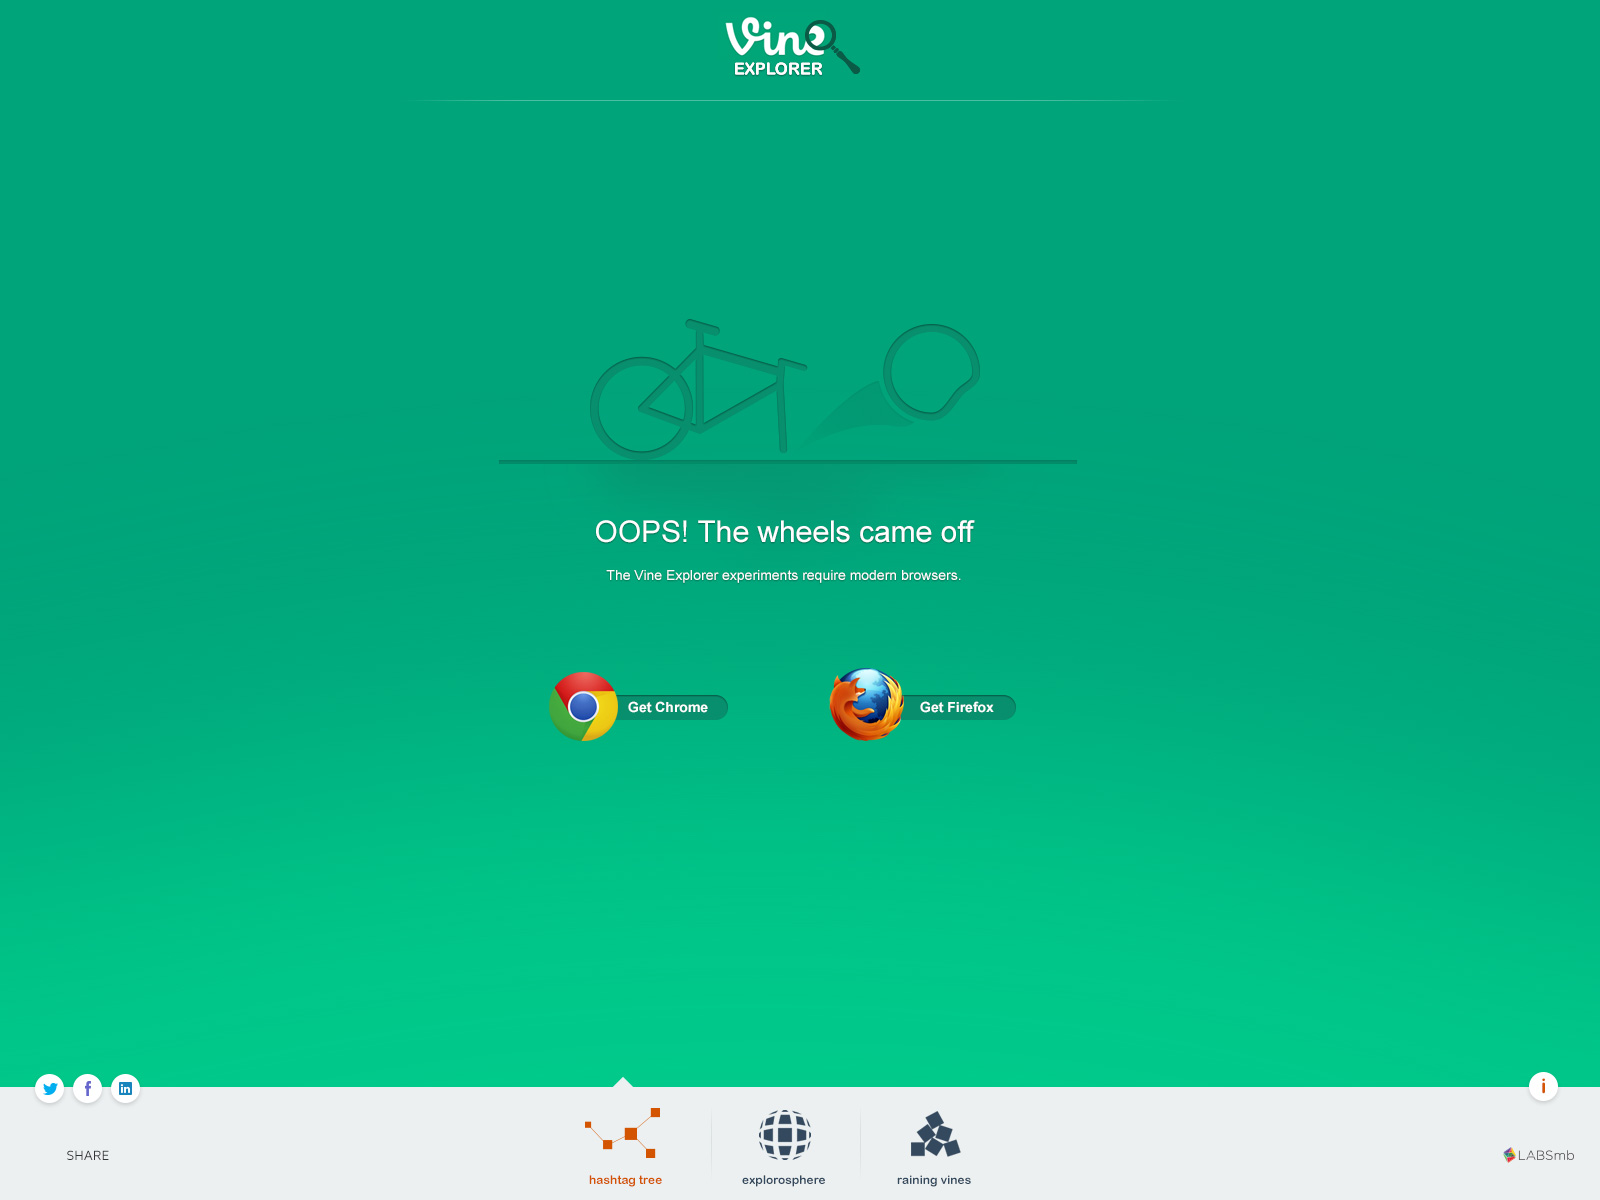 Vine
EXPLORER
OOPS! The wheels came off
The Vine Explorer experiments require modern browsers.
Get Chrome
Get Firefox
f
in
i
SHARE
LABSmb
hashtag tree
explorosphere
raining vines